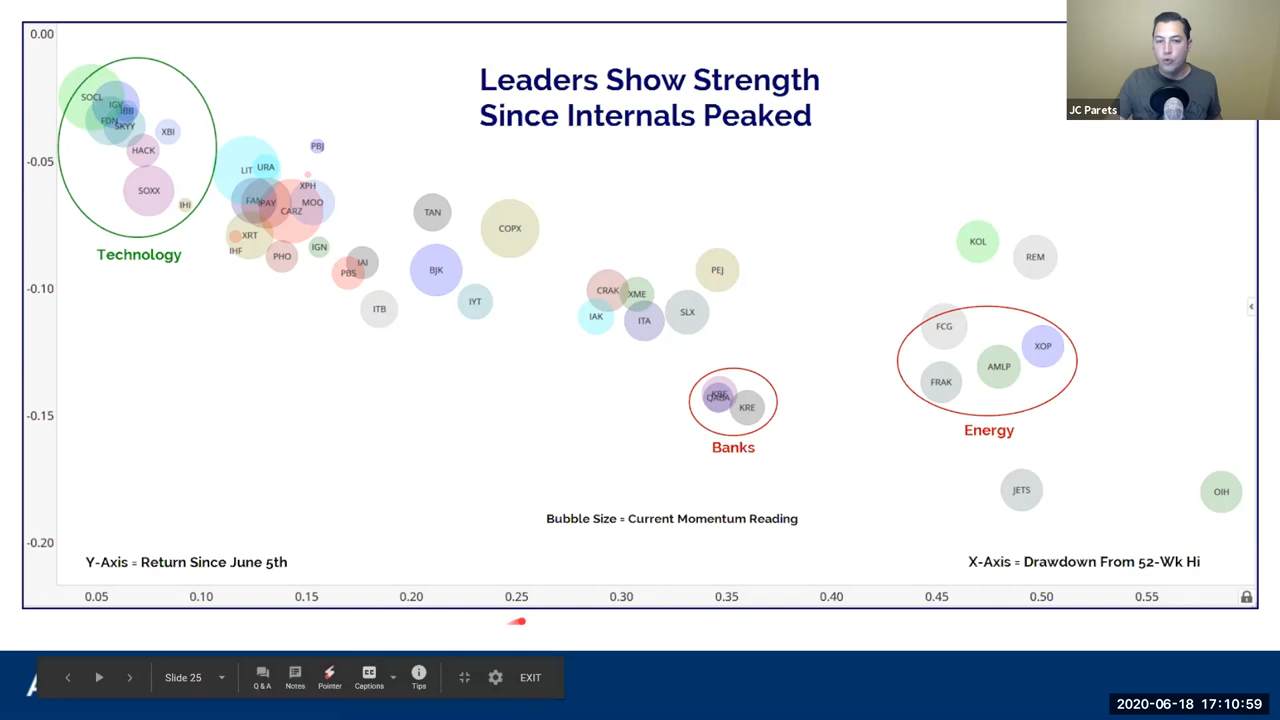 0.00
Leaders Show Strength
Since Internals Peaked
JC Parets
SOCL
IGV
IBB
FDN
SKYY
XBI
HACK
SOXX
IHI
Technology
-0.05
PBJ
LIT
URA
XPH
FAN
IPAY
CARZ
MOO
XRT
IHF
PHO
IGN
IAI
PBS
ITB
TAN
COPX
BJK
IYT
PEJ
CRAK
XME
IAK
ITA
SLX
KOL
REM
-0.10
FCG
XOP
AMLP
FRAK
Energy
KBE
QABA
KRE
Banks
-0.15
JETS
OIH
Bubble Size = Current Momentum Reading
-0.20
Y-Axis = Return Since June 5th
X-Axis = Drawdown From 52-Wk Hi
0.05 0.10 0.15 0.20 0.25 0.30 0.35 0.40 0.45 0.50 0.55
Slide 25
Q & A
Notes
Pointer
Captions
Tips
EXIT
2020-06-18 17:10:59